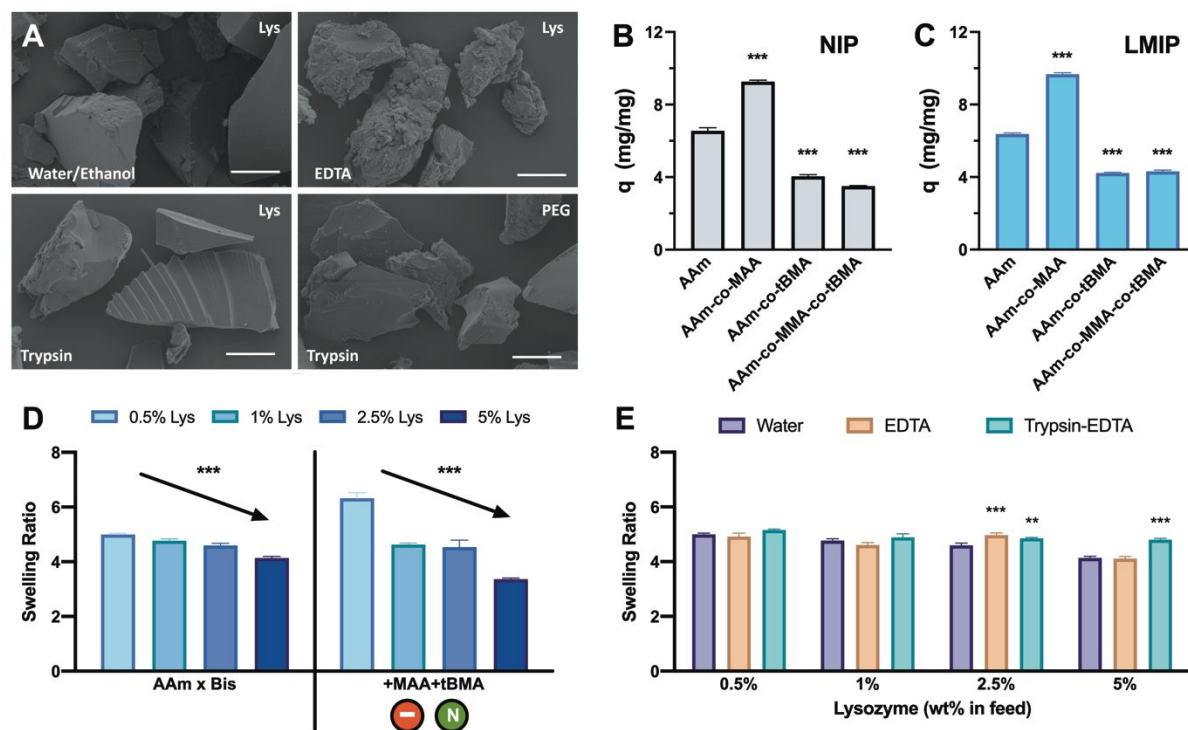 A
Lys
Water/Ethanol
Lys
EDTA
Lys
Trypsin
PEG
Trypsin
B
NIP
q (mg/mg)
12
8
4
0
***
***
***
AAm
AAm-co-MAA
AAm-co-tBMA
AAm-co-MMA-co-tBMA
C
LMIP
q (mg/mg)
12
8
4
0
***
***
***
AAm
AAm-co-MAA
AAm-co-tBMA
AAm-co-MMA-co-tBMA
D
0.5% Lys
1% Lys
2.5% Lys
5% Lys
Swelling Ratio
8
6
4
2
0
***
***
AAm x Bis
+MAA+tBMA
− N
E
Water
EDTA
Trypsin-EDTA
Swelling Ratio
8
6
4
2
0
***
**
***
0.5%
1%
2.5%
5%
Lysozyme (wt% in feed)